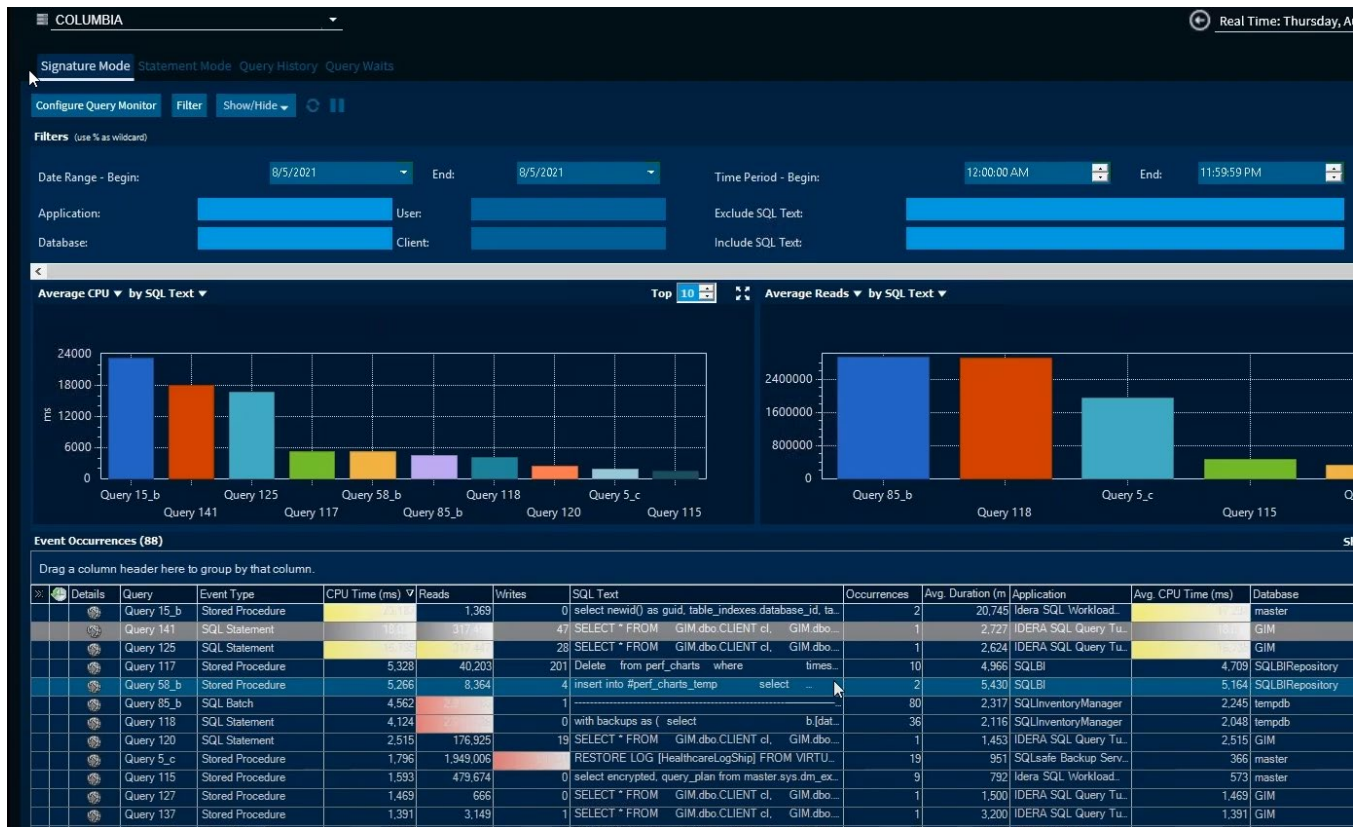 COLUMBIA
Real Time: Thursday, A
Signature Mode Statement Mode Query History Query Waits
Configure Query Monitor Filter Show/Hide
Filters (use % as wildcard)
Date Range - Begin: 8/5/2021 End: 8/5/2021 Time Period - Begin: 12:00:00 AM End: 11:59:59 PM
Application: User: Exclude SQL Text:
Database: Client: Include SQL Text:
Average CPU by SQL Text Top 10 Average Reads by SQL Text
24000
18000
12000
6000
0
ms
Query 15_b Query 125 Query 58_b Query 118 Query 5_c
Query 141 Query 117 Query 85_b Query 120 Query 115
2400000
1600000
800000
0
Query 85_b Query 5_c Q
Query 118 Query 115
Event Occurrences (88)
Drag a column header here to group by that column.
Details Query Event Type CPU Time (ms) Reads Writes SQL Text Occurrences Avg. Duration (m Application Avg. CPU Time (ms) Database
Query 15_b Stored Procedure 1,369 0 select newid() as guid, table_indexes.database_id, ta... 2 20,745 Idera SQL Workload... master
Query 141 SQL Statement 47 SELECT * FROM GIM.dbo.CLIENT cl, GIM.dbo.... 1 2,727 IDERA SQL Query Tu... GIM
Query 125 SQL Statement 28 SELECT * FROM GIM.dbo.CLIENT cl, GIM.dbo.... 1 2,624 IDERA SQL Query Tu... GIM
Query 117 Stored Procedure 5,328 40,203 201 Delete from perf_charts where times... 10 4,966 SQLBI 4,709 SQLBIRepository
Query 58_b Stored Procedure 5,266 8,364 4 insert into #perf_charts_temp select ... 2 5,430 SQLBI 5,164 SQLBIRepository
Query 85_b SQL Batch 4,562 1 80 2,317 SQLInventoryManager 2,245 tempdb
Query 118 SQL Statement 4,124 0 with backups as ( select b.[dat... 36 2,116 SQLInventoryManager 2,048 tempdb
Query 120 SQL Statement 2,515 176,925 19 SELECT * FROM GIM.dbo.CLIENT cl, GIM.dbo.... 1 1,453 IDERA SQL Query Tu... 2,515 GIM
Query 5_c Stored Procedure 1,796 1,949,006 RESTORE LOG [HealthcareLogShip] FROM VIRTU... 19 951 SQLsafe Backup Serv... 366 master
Query 115 Stored Procedure 1,593 479,674 0 select encrypted, query_plan from master.sys.dm_ex... 9 792 Idera SQL Workload... 573 master
Query 127 Stored Procedure 1,469 666 0 SELECT * FROM GIM.dbo.CLIENT cl, GIM.dbo.... 1 1,500 IDERA SQL Query Tu... 1,469 GIM
Query 137 Stored Procedure 1,391 3,149 1 SELECT * FROM GIM.dbo.CLIENT cl, GIM.dbo.... 1 3,200 IDERA SQL Query Tu... 1,391 GIM